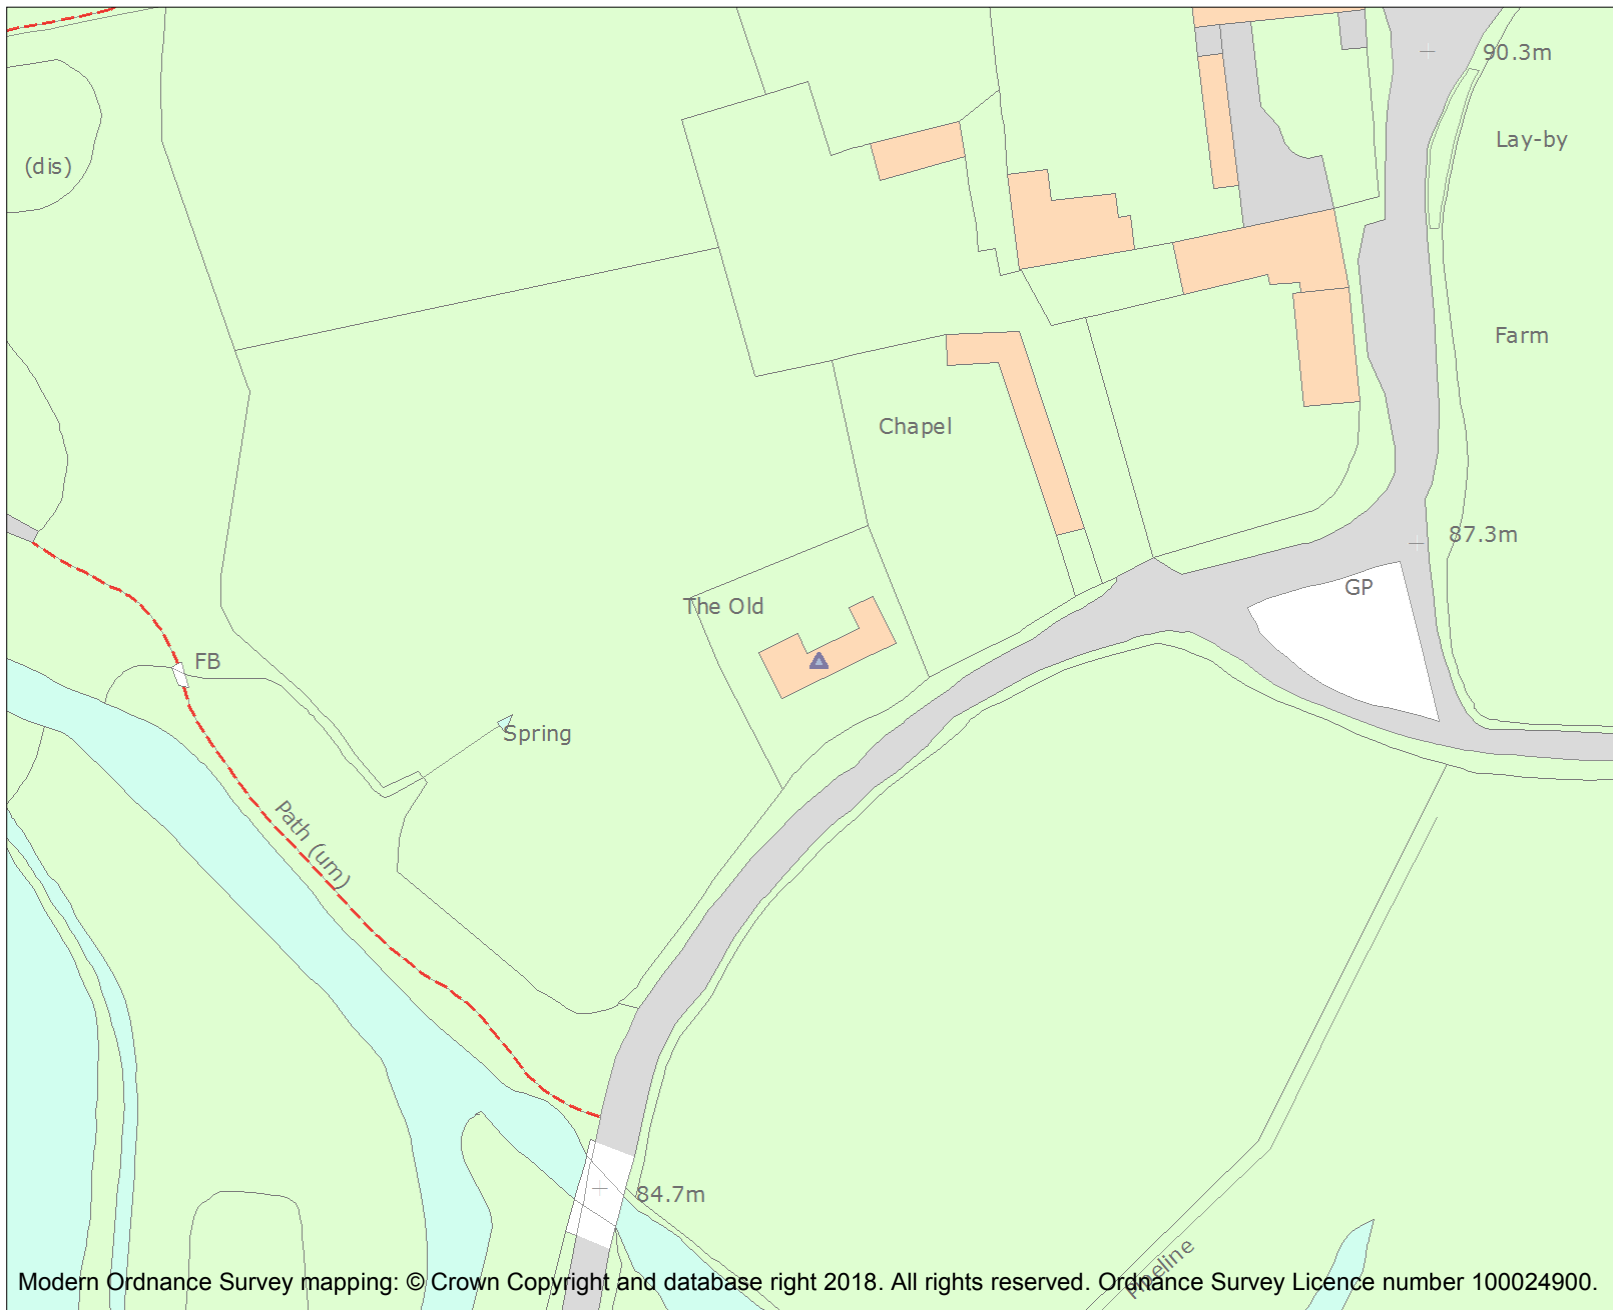 90.3m
Lay-by
(dis)
Farm
Chapel
87.3m
GP
The Old
FB
Spring
Path (um)
84.7m
Pipeline
Modern Ordnance Survey mapping: © Crown Copyright and database right 2018. All rights reserved. Ordnance Survey Licence number 100024900.